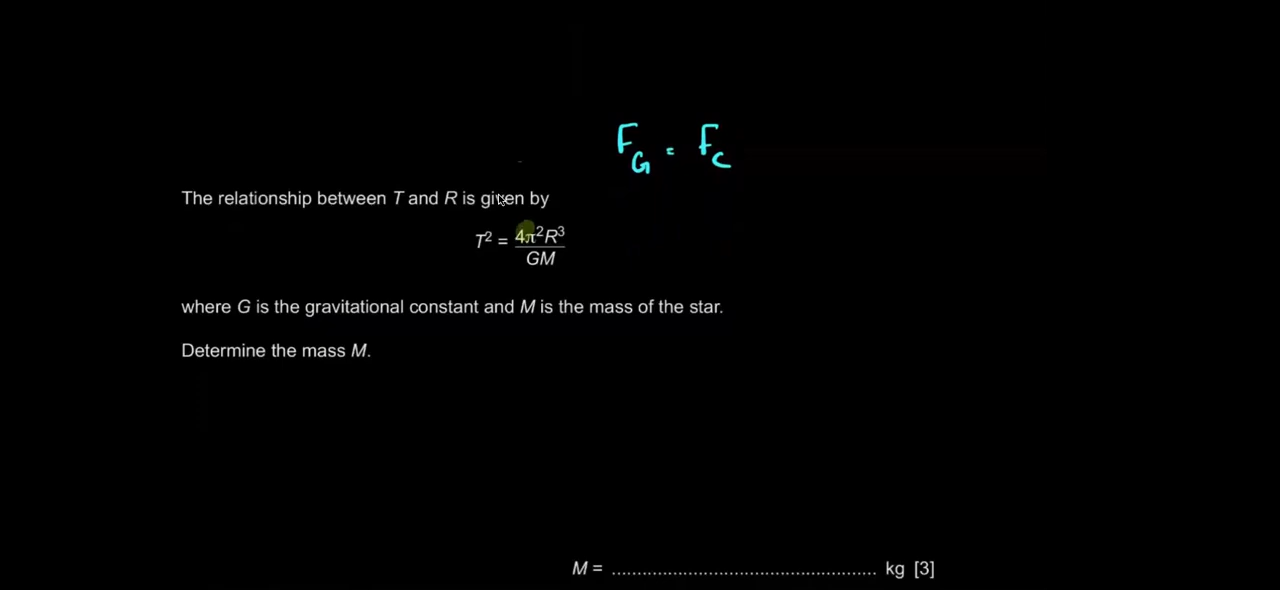 F_G = F_C
The relationship between T and R is given by
T² = 4π²R³/GM
where G is the gravitational constant and M is the mass of the star.
Determine the mass M.
M = .................................................... kg [3]